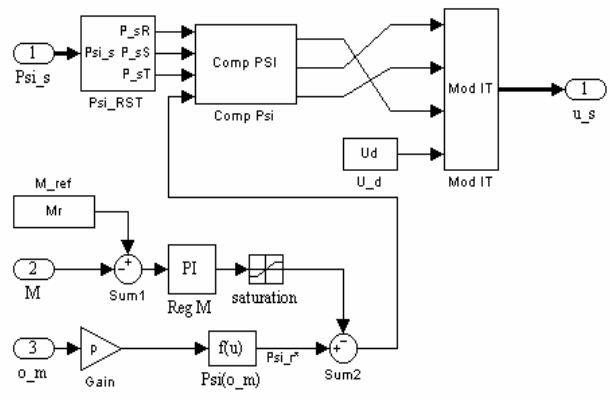 1
Psi_s
Psi_s
P_sR
P_sS
P_sT
Psi_RST
Comp PSI
Comp Psi
Mod IT
Mod IT
1
u_s
Ud
U_d
M_ref
Mr
2
M
- +
Sum1
PI
Reg M
saturation
3
o_m
p
Gain
f(u)
Psi(o_m)
Psi_r*
+ -
Sum2